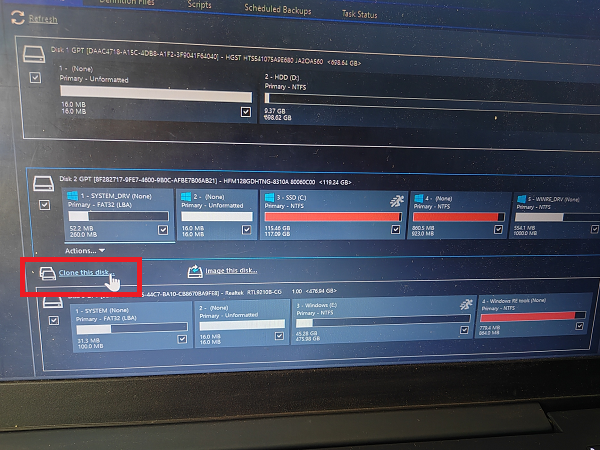 Definition Files Scripts Scheduled Backups Task Status
Refresh
Disk 1 GPT [DAAC4718-A15C-4DB8-A1F2-3F9041F64040] - HGST HTS541075A9E680 JA2OA560 <698.64 GB>
1 - (None)
Primary - Unformatted
16.0 MB
16.0 MB
2 - HDD (D:)
Primary - NTFS
9.37 GB
698.62 GB
Disk 2 GPT [8F282717-9FE7-4600-9B0C-AFBE7B06AB21] - HFM128GDHTNG-8310A 80060C00 <119.24 GB>
1 - SYSTEM_DRV (None)
Primary - FAT32 (LBA)
52.2 MB
260.0 MB
2 - (None)
Primary - Unformatted
16.0 MB
16.0 MB
3 - SSD (C:)
Primary - NTFS
115.46 GB
117.09 GB
4 - (None)
Primary - NTFS
860.5 MB
923.0 MB
5 - WINRE_DRV (None)
Primary - NTFS
554.1 MB
1000.0 MB
Actions...
Clone this disk...
Image this disk...
-44C7-BA10-CB8670BA9FE8] - Realtek RTL9210B-CG 1.00 <476.94 GB>
1 - SYSTEM (None)
Primary - FAT32 (LBA)
31.3 MB
100.0 MB
2 - (None)
Primary - Unformatted
16.0 MB
16.0 MB
3 - Windows (E:)
Primary - NTFS
45.28 GB
475.98 GB
4 - Windows RE tools (None)
Primary - NTFS
778.4 MB
864.0 MB